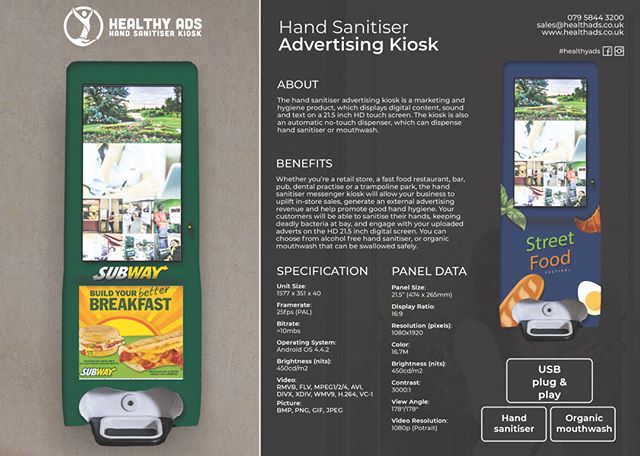 HEALTHY ADS
HAND SANITISER KIOSK
SUBWAY
BUILD YOUR better
BREAKFAST
SUBWAY
Hand Sanitiser
Advertising Kiosk
079 5844 3200
sales@healthads.co.uk
www.healthads.co.uk
#healthyads
ABOUT
The hand sanitiser advertising kiosk is a marketing and
hygiene product, which displays digital content, sound
and text on a 21.5 inch HD touch screen. The kiosk is also
an automatic no-touch dispenser, which can dispense
hand sanitiser or mouthwash.
BENEFITS
Whether you're a retail store, a fast food restaurant, bar,
pub, dental practise or a trampoline park, the hand
sanitiser messenger kiosk will allow your business to
uplift in-store sales, generate an external advertising
revenue and help promote good hand hygiene. Your
customers will be able to sanitise their hands, keeping
deadly bacteria at bay, and engage with your uploaded
adverts on the HD 21.5 inch digital screen. You can
choose from alcohol free hand sanitiser, or organic
mouthwash that can be swallowed safely.
SPECIFICATION
Unit Size:
1577 x 351 x 40
Framerate:
25fps (PAL)
Bitrate:
>10mbs
Operating System:
Android OS 4.4.2
Brightness (nits):
450cd/m2
Video:
RMVB, FLV, MPEG1/2/4, AVI,
DIVX, XDIV, WMV9, H.264, VC-1
Picture:
BMP, PNG, GIF, JPEG
PANEL DATA
Panel Size:
21.5" (474 x 265mm)
Display Ratio:
16:9
Resolution (pixels):
1080x1920
Color:
16.7M
Brightness (nits):
450cd/m2
Contrast:
3000:1
View Angle:
178°/178°
Video Resolution:
1080p (Potrait)
Street
Food
FESTIVAL
USB
plug &
play
Hand
sanitiser
Organic
mouthwash